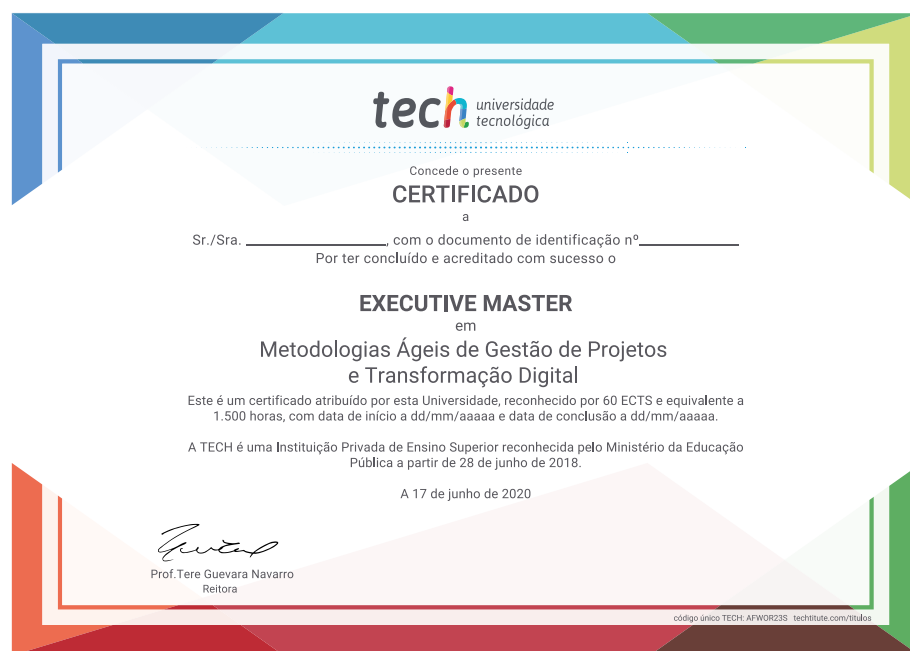 tech universidade
tecnológica
Concede o presente
CERTIFICADO
a
Sr./Sra. ___________________, com o documento de identificação nº______________
Por ter concluído e acreditado com sucesso o
EXECUTIVE MASTER
em
Metodologias Ágeis de Gestão de Projetos
e Transformação Digital
Este é um certificado atribuído por esta Universidade, reconhecido por 60 ECTS e equivalente a
1.500 horas, com data de início a dd/mm/aaaaa e data de conclusão a dd/mm/aaaaa.
A TECH é uma Instituição Privada de Ensino Superior reconhecida pelo Ministério da Educação
Pública a partir de 28 de junho de 2018.
A 17 de junho de 2020
Prof.Tere Guevara Navarro
Reitora
código único TECH: AFWOR23S techtitute.com/titulos